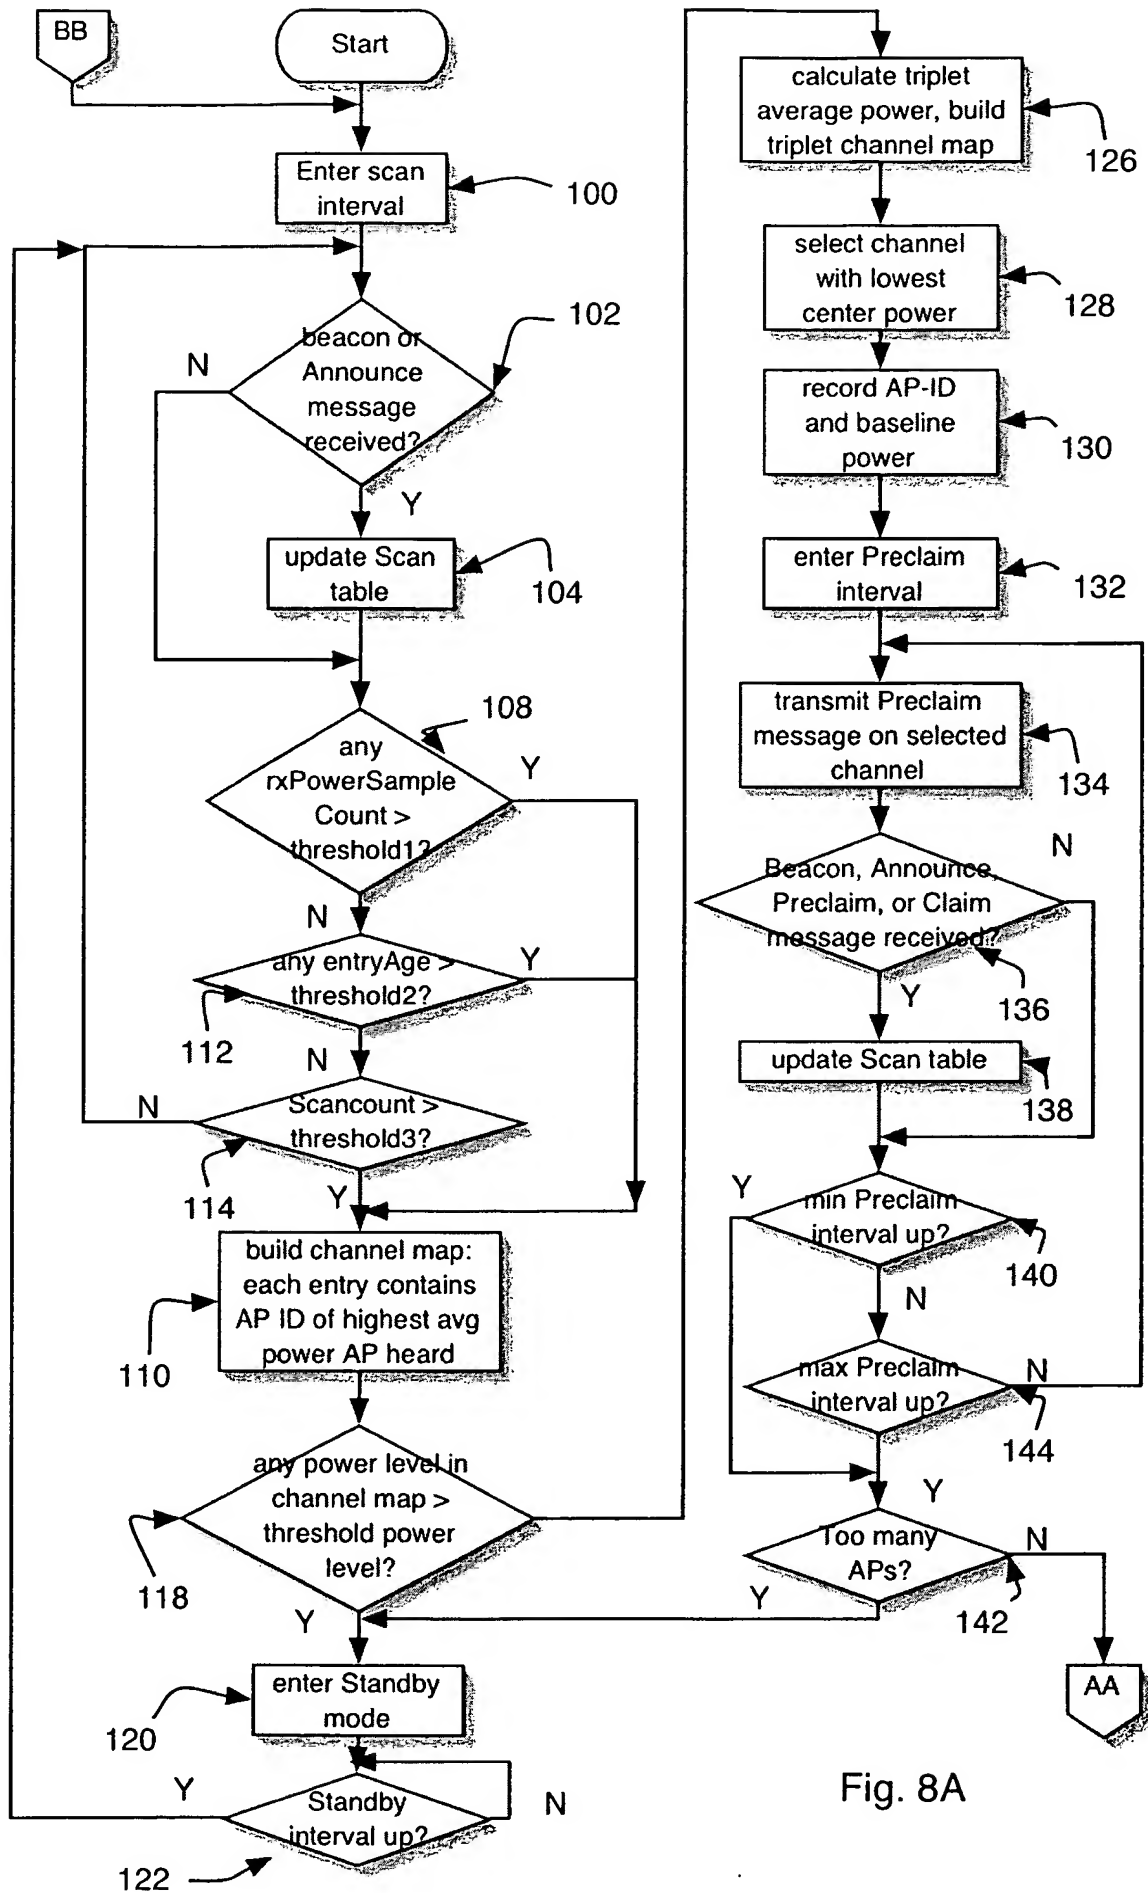 BB
Start
Enter scan
interval
100
N
beacon or
Announce
message
received?
102
Y
update Scan
table
104
108
any
rxPowerSample
Count >
threshold1?
Y
N
any entryAge >
threshold2?
Y
112
N
N
Scancount >
threshold3?
114
Y
build channel map:
each entry contains
AP ID of highest avg
power AP heard
110
any power level in
channel map >
threshold power
level?
118
Y
enter Standby
mode
120
Y
Standby
interval up?
N
122
calculate triplet
average power, build
triplet channel map
126
select channel
with lowest
center power
128
record AP-ID
and baseline
power
130
enter Preclaim
interval
132
transmit Preclaim
message on selected
channel
134
N
Beacon, Announce,
Preclaim, or Claim
message received?
136
Y
update Scan table
138
Y
min Preclaim
interval up?
140
N
max Preclaim
interval up?
N
144
Y
Too many
APs?
N
Y
142
AA
Fig. 8A